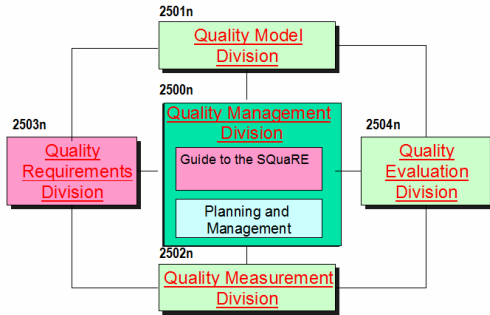 2501n
Quality Model
Division
2500n
Quality Management
Division
Guide to the SQuaRE
Planning and
Management
2503n
Quality
Requirements
Division
2504n
Quality
Evaluation
Division
2502n
Quality Measurement
Division